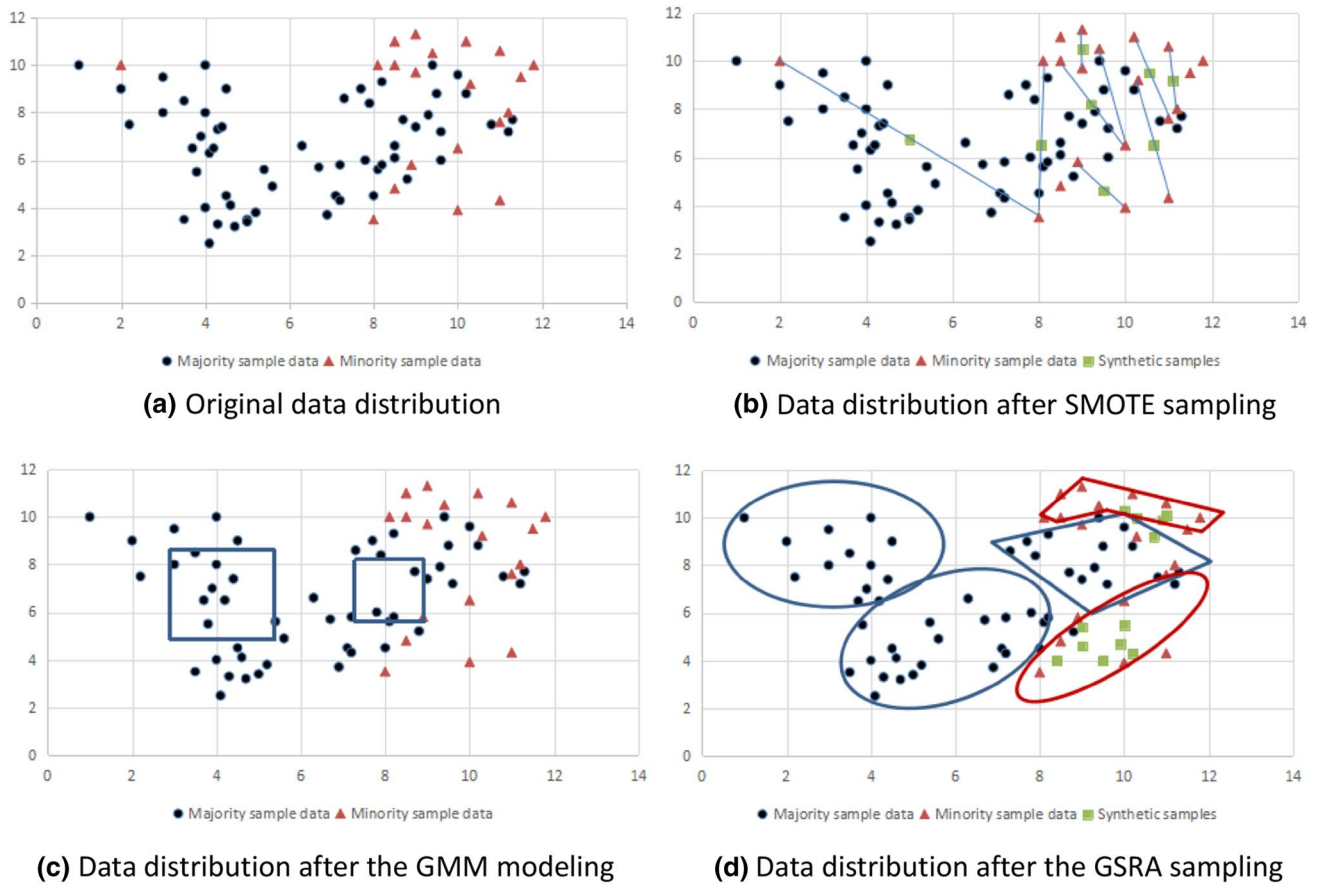 12
10
8
6
4
2
0
0 2 4 6 8 10 12 14
Majority sample data Minority sample data
(a) Original data distribution
12
10
8
6
4
2
0
0 2 4 6 8 10 12 14
Majority sample data Minority sample data Synthetic samples
(b) Data distribution after SMOTE sampling
12
10
8
6
4
2
0
0 2 4 6 8 10 12 14
Majority sample data Minority sample data
(c) Data distribution after the GMM modeling
12
10
8
6
4
2
0
0 2 4 6 8 10 12 14
Majority sample data Minority sample data Synthetic samples
(d) Data distribution after the GSRA sampling